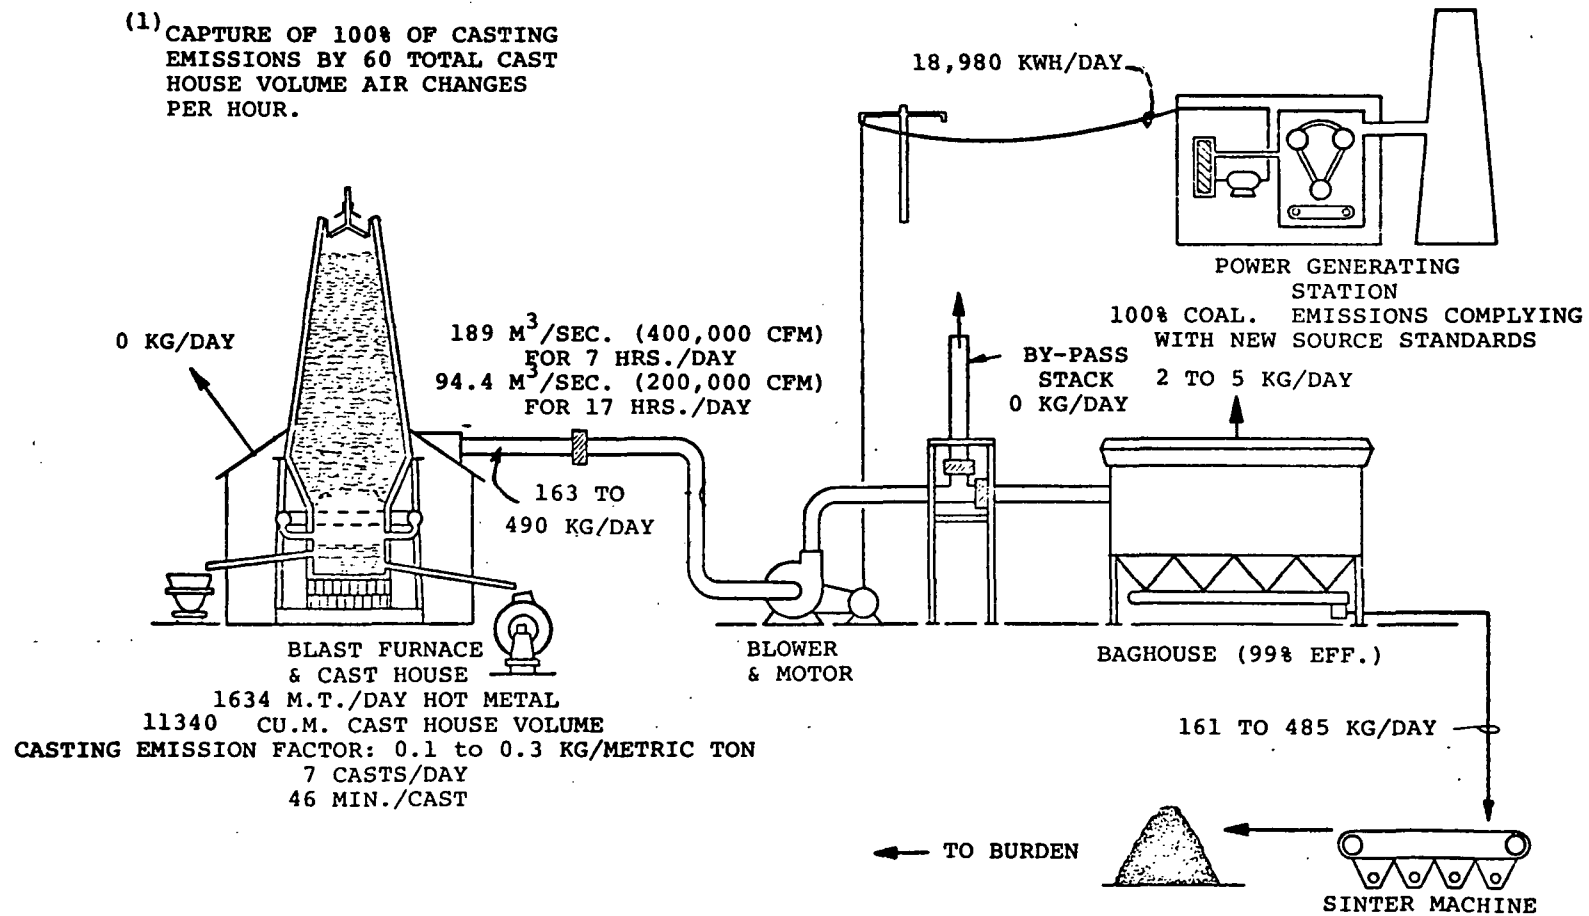 (1) CAPTURE OF 100% OF CASTING
EMISSIONS BY 60 TOTAL CAST
HOUSE VOLUME AIR CHANGES
PER HOUR.
18,980 KWH/DAY
POWER GENERATING
STATION
100% COAL. EMISSIONS COMPLYING
WITH NEW SOURCE STANDARDS
0 KG/DAY
189 M3/SEC. (400,000 CFM)
FOR 7 HRS./DAY
94.4 M3/SEC. (200,000 CFM)
FOR 17 HRS./DAY
BY-PASS
STACK
0 KG/DAY
2 TO 5 KG/DAY
163 TO
490 KG/DAY
BLAST FURNACE
& CAST HOUSE
1634 M.T./DAY HOT METAL
11340 CU.M. CAST HOUSE VOLUME
CASTING EMISSION FACTOR: 0.1 to 0.3 KG/METRIC TON
7 CASTS/DAY
46 MIN./CAST
BLOWER
& MOTOR
BAGHOUSE (99% EFF.)
161 TO 485 KG/DAY
TO BURDEN
SINTER MACHINE